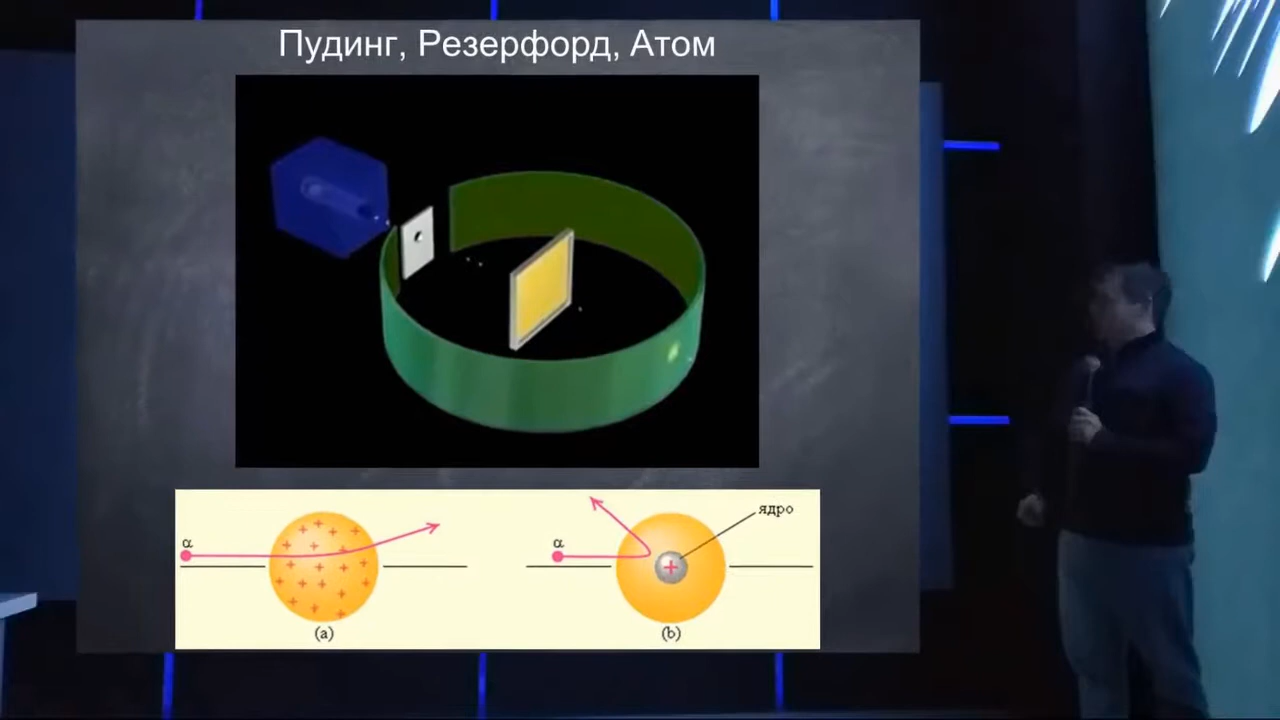 Пудинг, Резерфорд, Атом
α
α
ядро
(a)
(b)